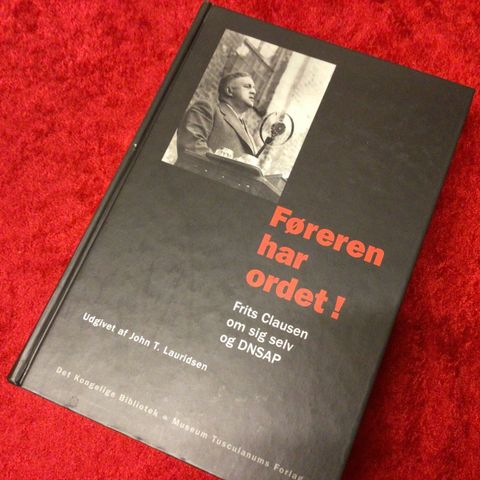 Føreren
har
ordet!
Frits Clausen
om sig selv
og DNSAP
Udgivet af John T. Lauridsen
Det Kongelige Bibliotek & Museum Tusculanums Forlag